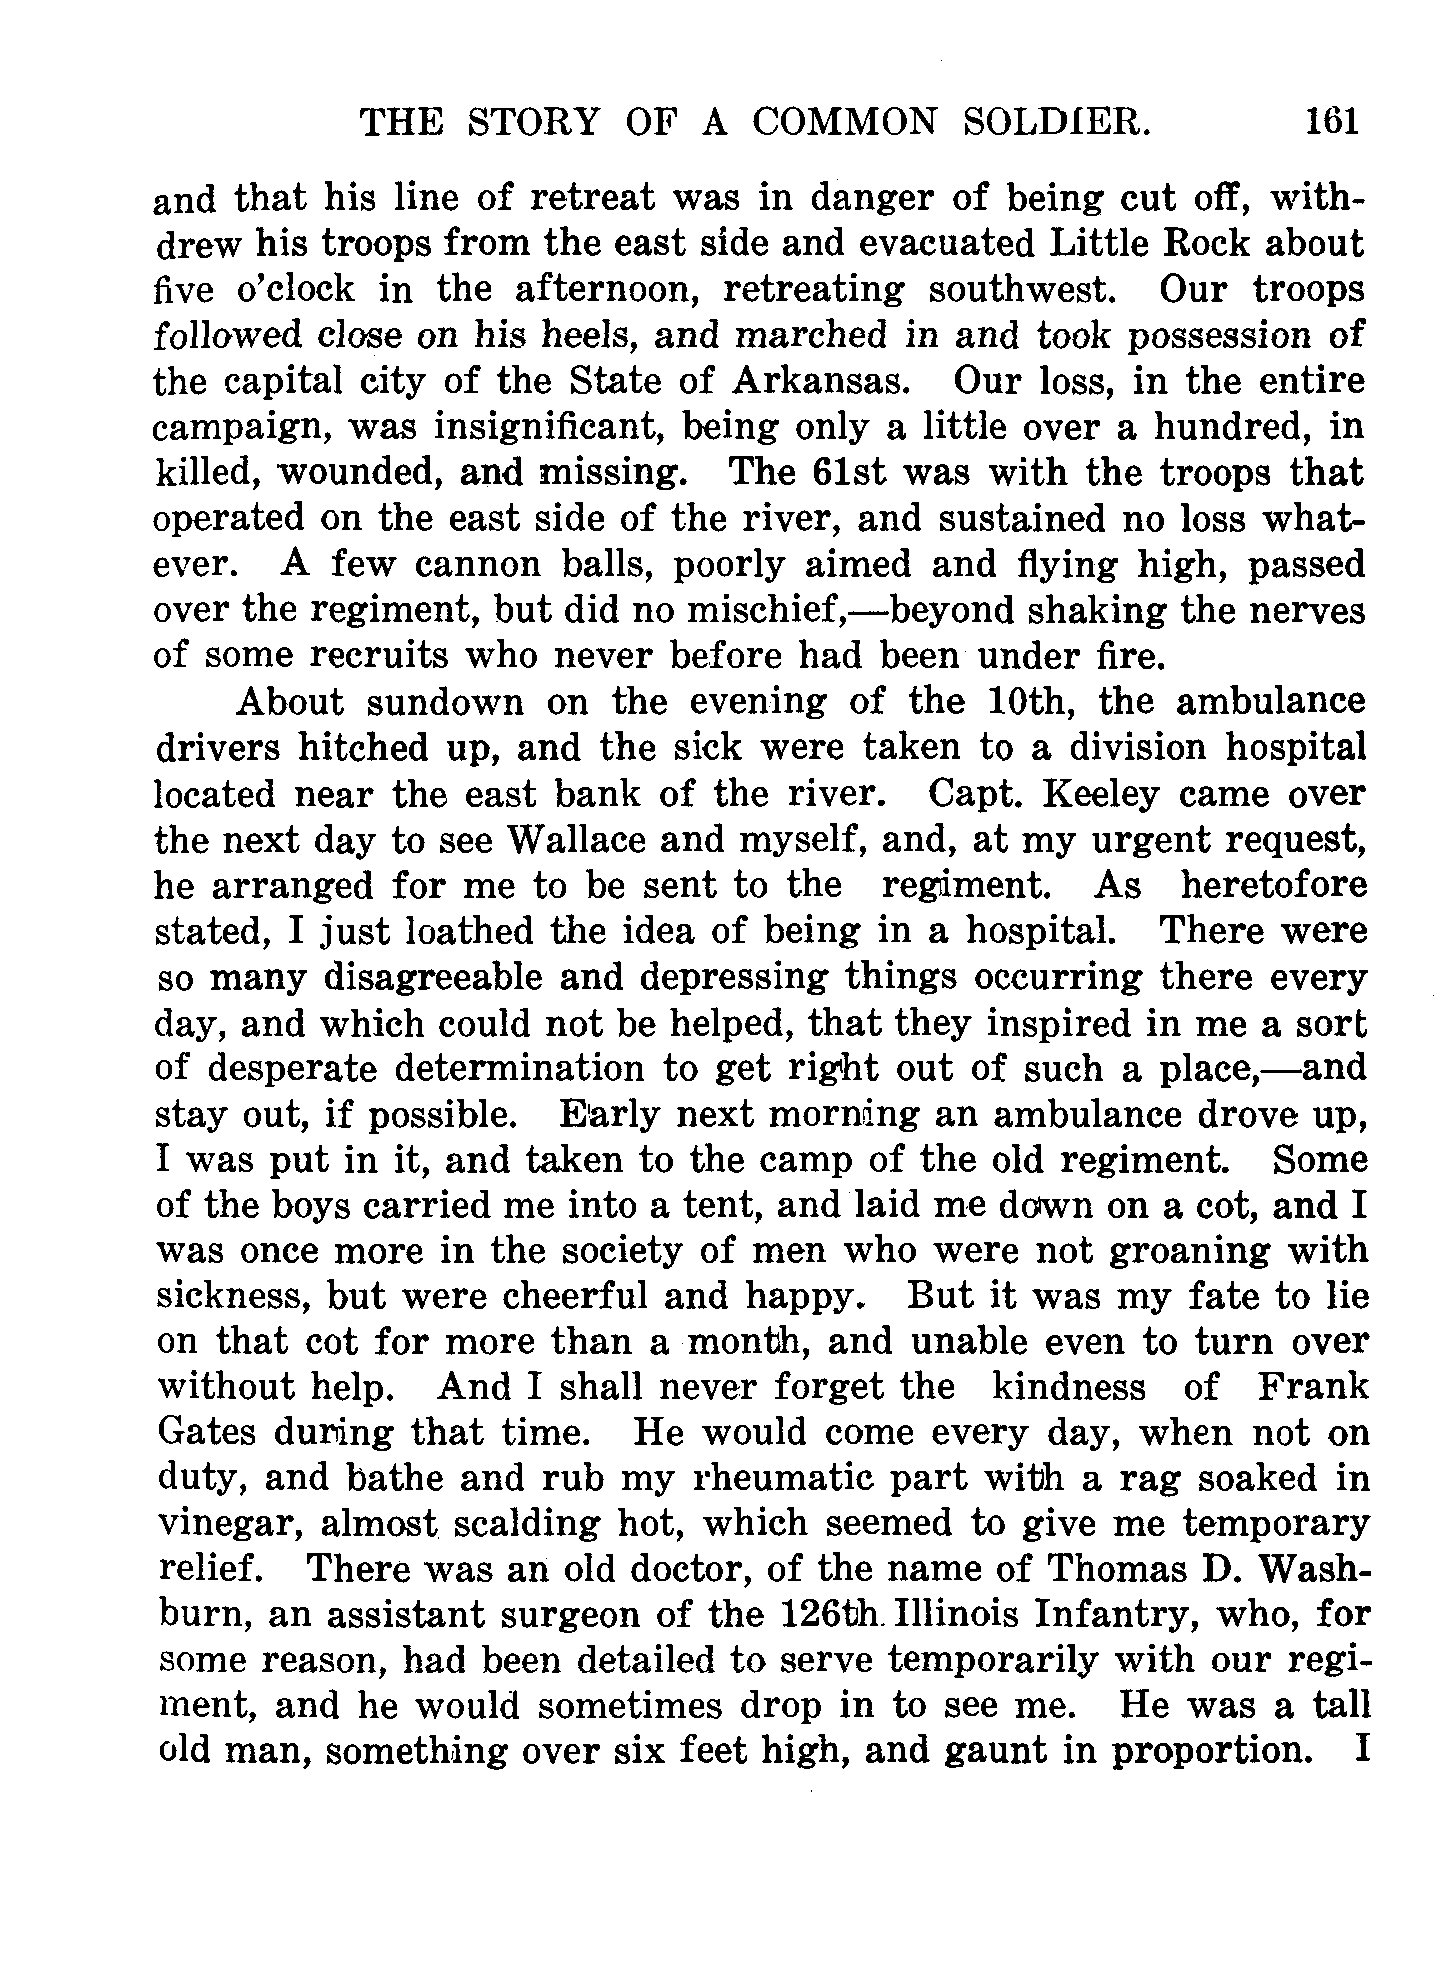 THE STORY OF A COMMON SOLDIER. 161
and that his line of retreat was in danger of being cut off, with-
drew his troops from the east side and evacuated Little Rock about
five o'clock in the afternoon, retreating southwest. Our troops
followed close on his heels, and marched in and took possession of
the capital city of the State of Arkansas. Our loss, in the entire
campaign, was insignificant, being only a little over a hundred, in
killed, wounded, and missing. The 61st was with the troops that
operated on the east side of the river, and sustained no loss what-
ever. A few cannon balls, poorly aimed and flying high, passed
over the regiment, but did no mischief,—beyond shaking the nerves
of some recruits who never before had been under fire.
About sundown on the evening of the 10th, the ambulance
drivers hitched up, and the sick were taken to a division hospital
located near the east bank of the river. Capt. Keeley came over
the next day to see Wallace and myself, and, at my urgent request,
he arranged for me to be sent to the regiment. As heretofore
stated, I just loathed the idea of being in a hospital. There were
so many disagreeable and depressing things occurring there every
day, and which could not be helped, that they inspired in me a sort
of desperate determination to get right out of such a place,—and
stay out, if possible. Early next morning an ambulance drove up,
I was put in it, and taken to the camp of the old regiment. Some
of the boys carried me into a tent, and laid me down on a cot, and I
was once more in the society of men who were not groaning with
sickness, but were cheerful and happy. But it was my fate to lie
on that cot for more than a month, and unable even to turn over
without help. And I shall never forget the kindness of Frank
Gates during that time. He would come every day, when not on
duty, and bathe and rub my rheumatic part with a rag soaked in
vinegar, almost scalding hot, which seemed to give me temporary
relief. There was an old doctor, of the name of Thomas D. Wash-
burn, an assistant surgeon of the 126th Illinois Infantry, who, for
some reason, had been detailed to serve temporarily with our regi-
ment, and he would sometimes drop in to see me. He was a tall
old man, something over six feet high, and gaunt in proportion. I